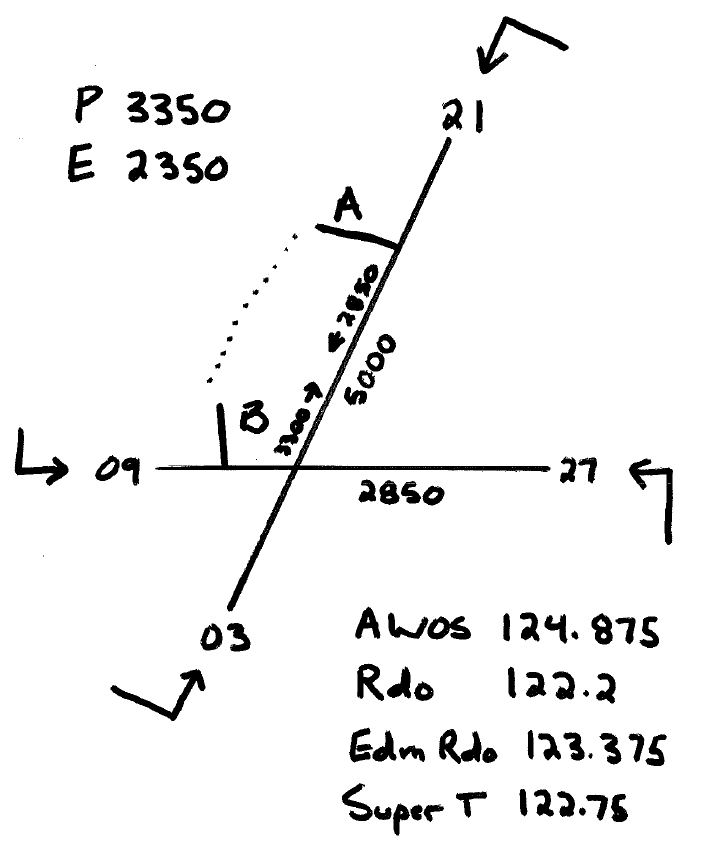 P 3350
E 2350
21
A
←2850
5000
3300→
B
09
27
2850
03
AWOS 124.875
Rdo 122.2
Edm Rdo 123.375
Super T 122.75